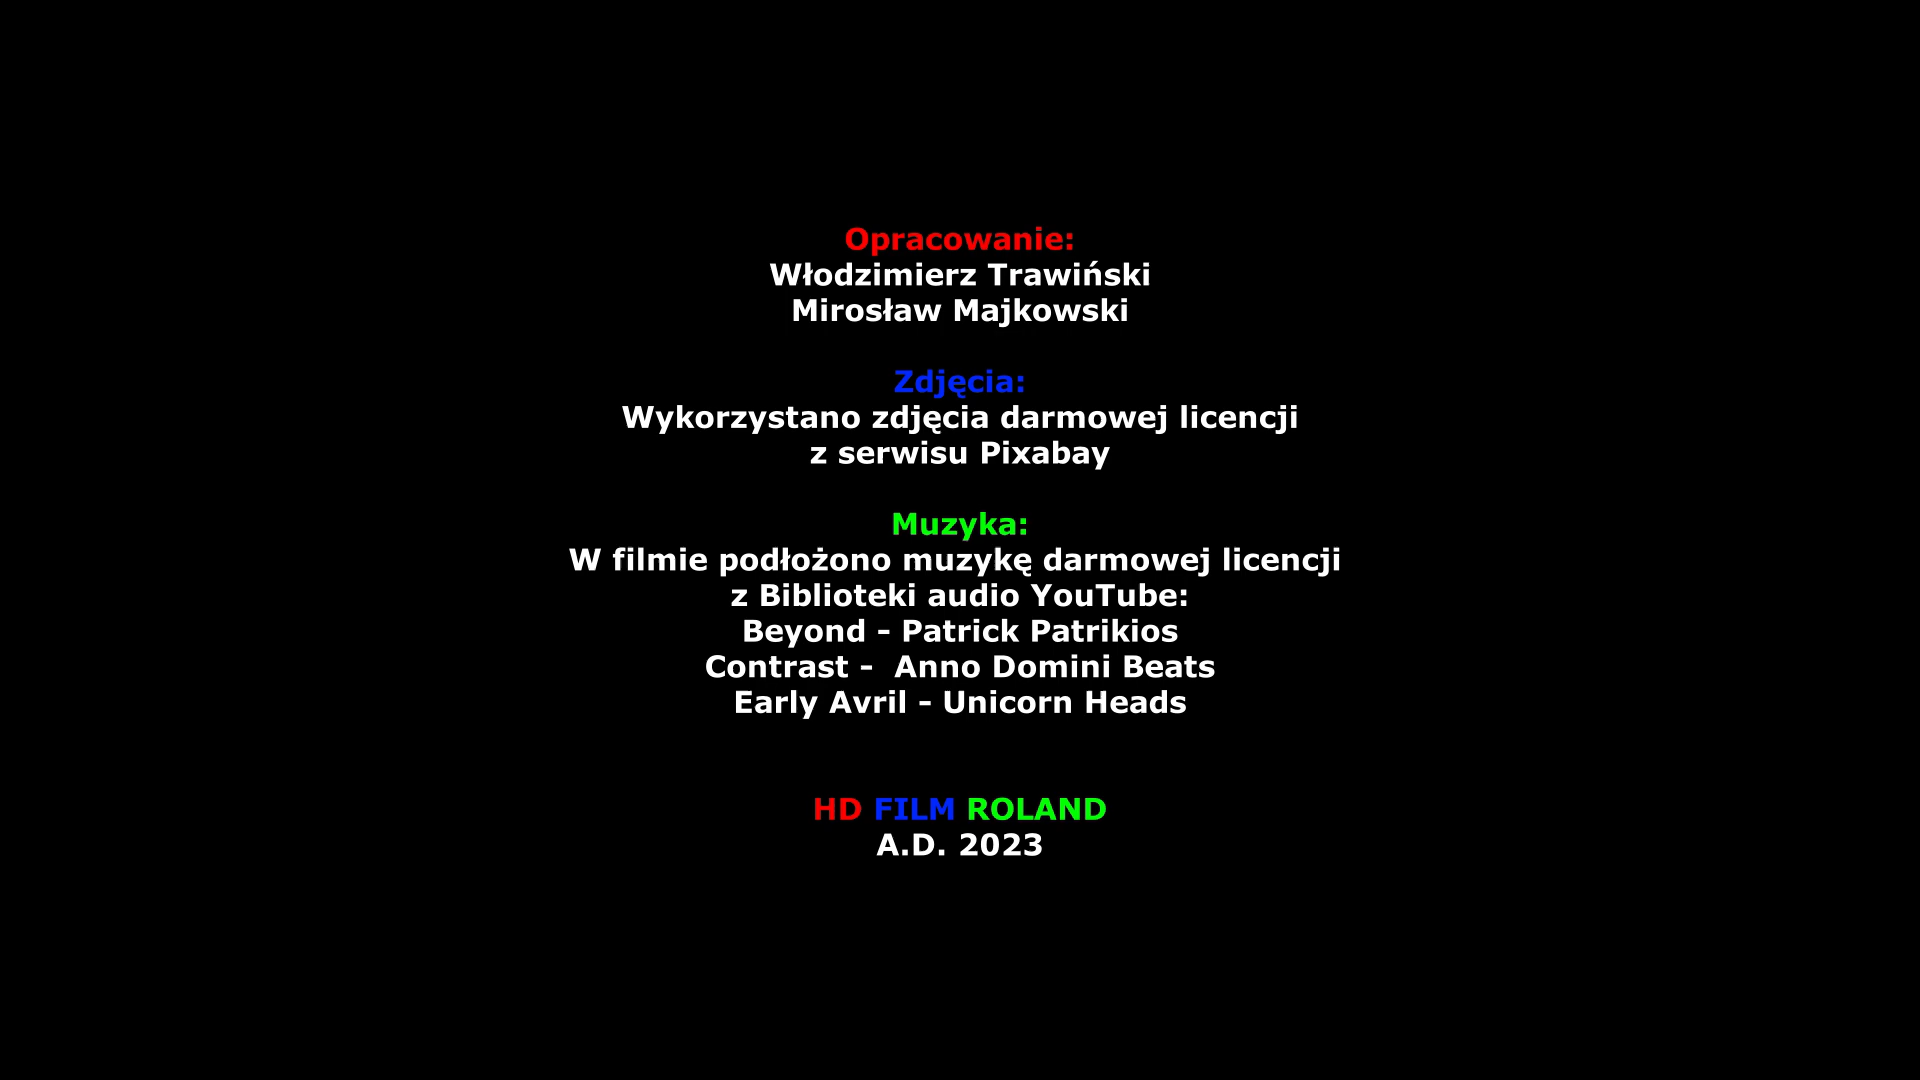 Opracowanie:
Włodzimierz Trawiński
Mirosław Majkowski
Zdjęcia:
Wykorzystano zdjęcia darmowej licencji
z serwisu Pixabay
Muzyka:
W filmie podłożono muzykę darmowej licencji
z Biblioteki audio YouTube:
Beyond - Patrick Patrikios
Contrast -  Anno Domini Beats
Early Avril - Unicorn Heads
HD FILM ROLAND
A.D. 2023